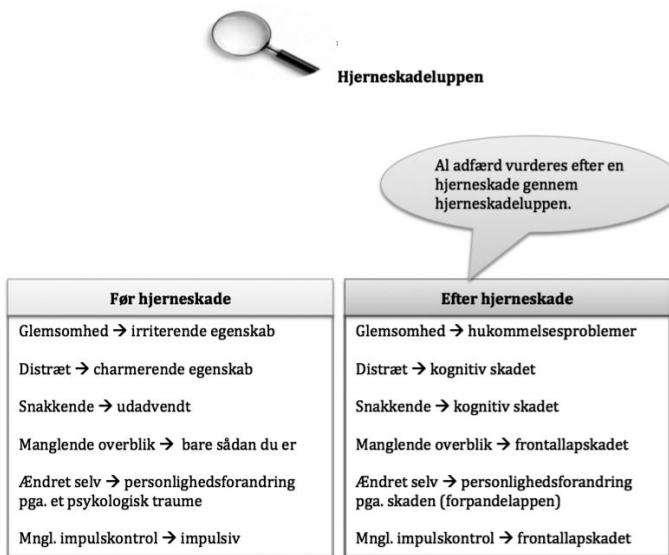 Hjerneskadeluppen
Al adfærd vurderes efter en
hjerneskade gennem
hjerneskadeluppen.
Før hjerneskade
Glemsomhed → irriterende egenskab
Distræt → charmerende egenskab
Snakkende → udadvendt
Manglende overblik → bare sådan du er
Ændret selv → personlighedsforandring
pga. et psykologisk traume
Mngl. impulskontrol → impulsiv
Efter hjerneskade
Glemsomhed → hukommelsesproblemer
Distræt → kognitiv skadet
Snakkende → kognitiv skadet
Manglende overblik → frontallapskadet
Ændret selv → personlighedsforandring
pga. skaden (forpandelappen)
Mngl. impulskontrol → frontallapskadet